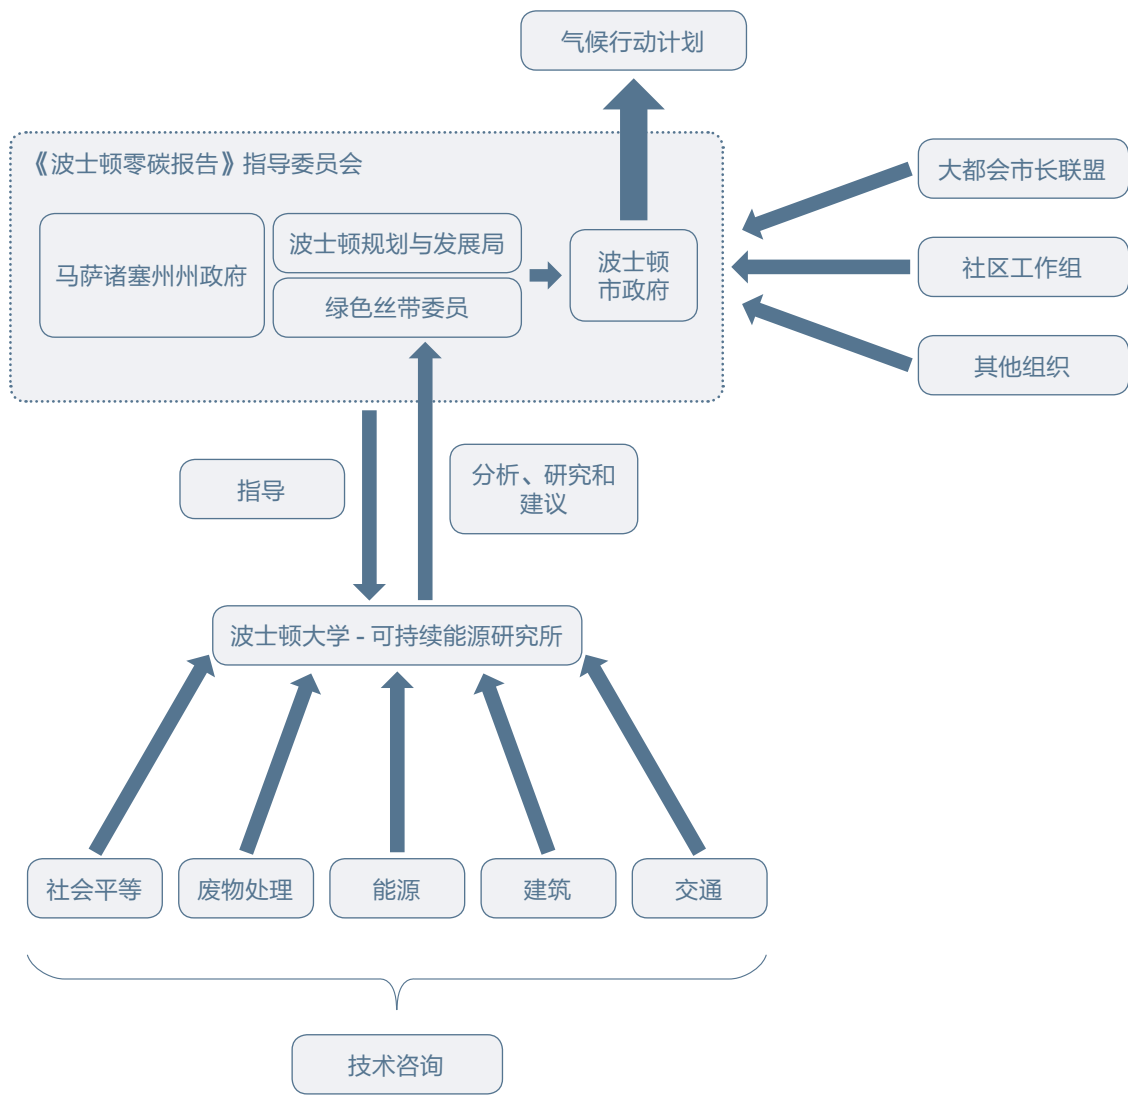 气候行动计划
《波士顿零碳报告》指导委员会
马萨诸塞州州政府
波士顿规划与发展局
绿色丝带委员
波士顿
市政府
大都会市长联盟
社区工作组
其他组织
指导
分析、研究和
建议
波士顿大学 - 可持续能源研究所
社会平等
废物处理
能源
建筑
交通
技术咨询